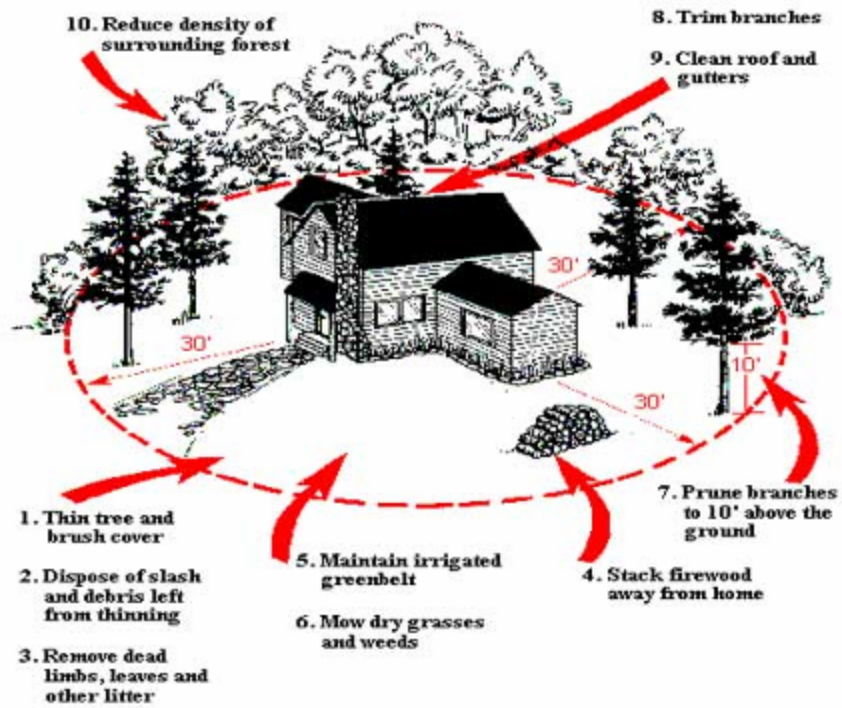 10. Reduce density of
surrounding forest
8. Trim branches
9. Clean roof and
gutters
30'
30'
10'
30'
1. Thin tree and
brush cover
2. Dispose of slash
and debris left
from thinning
3. Remove dead
limbs, leaves and
other litter
5. Maintain irrigated
greenbelt
6. Mow dry grasses
and weeds
4. Stack firewood
away from home
7. Prune branches
to 10' above the
ground